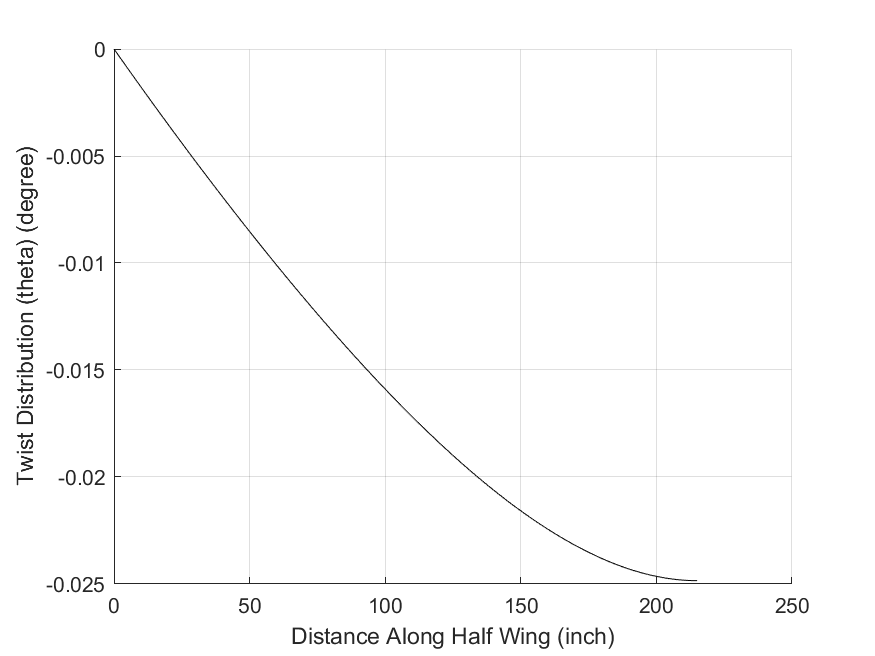 0
-0.005
-0.01
-0.015
-0.02
-0.025
0 50 100 150 200 250
Distance Along Half Wing (inch)
Twist Distribution (theta) (degree)